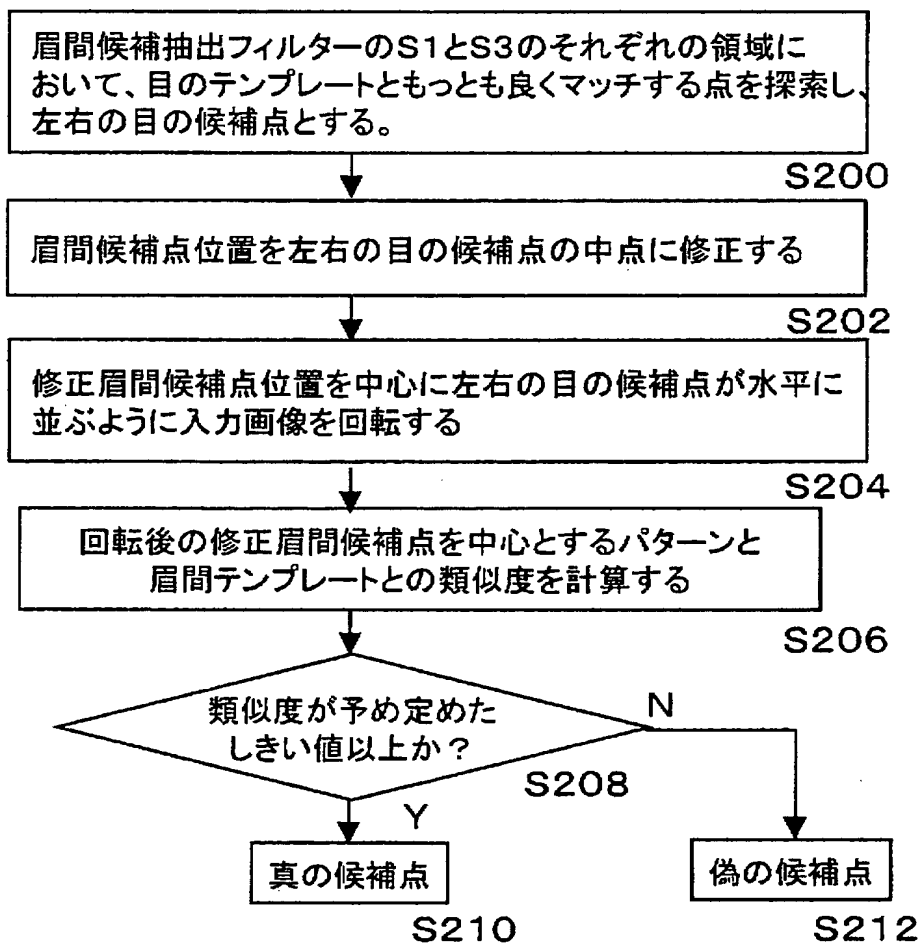 眉間候補抽出フィルターのS1とS3のそれぞれの領域に
おいて、目のテンプレートともっとも良くマッチする点を探索し、
左右の目の候補点とする。
S200
眉間候補点位置を左右の目の候補点の中点に修正する
S202
修正眉間候補点位置を中心に左右の目の候補点が水平に
並ぶように入力画像を回転する
S204
回転後の修正眉間候補点を中心とするパターンと
眉間テンプレートとの類似度を計算する
S206
類似度が予め定めた
しきい値以上か？
N
S208
Y
真の候補点
偽の候補点
S210
S212